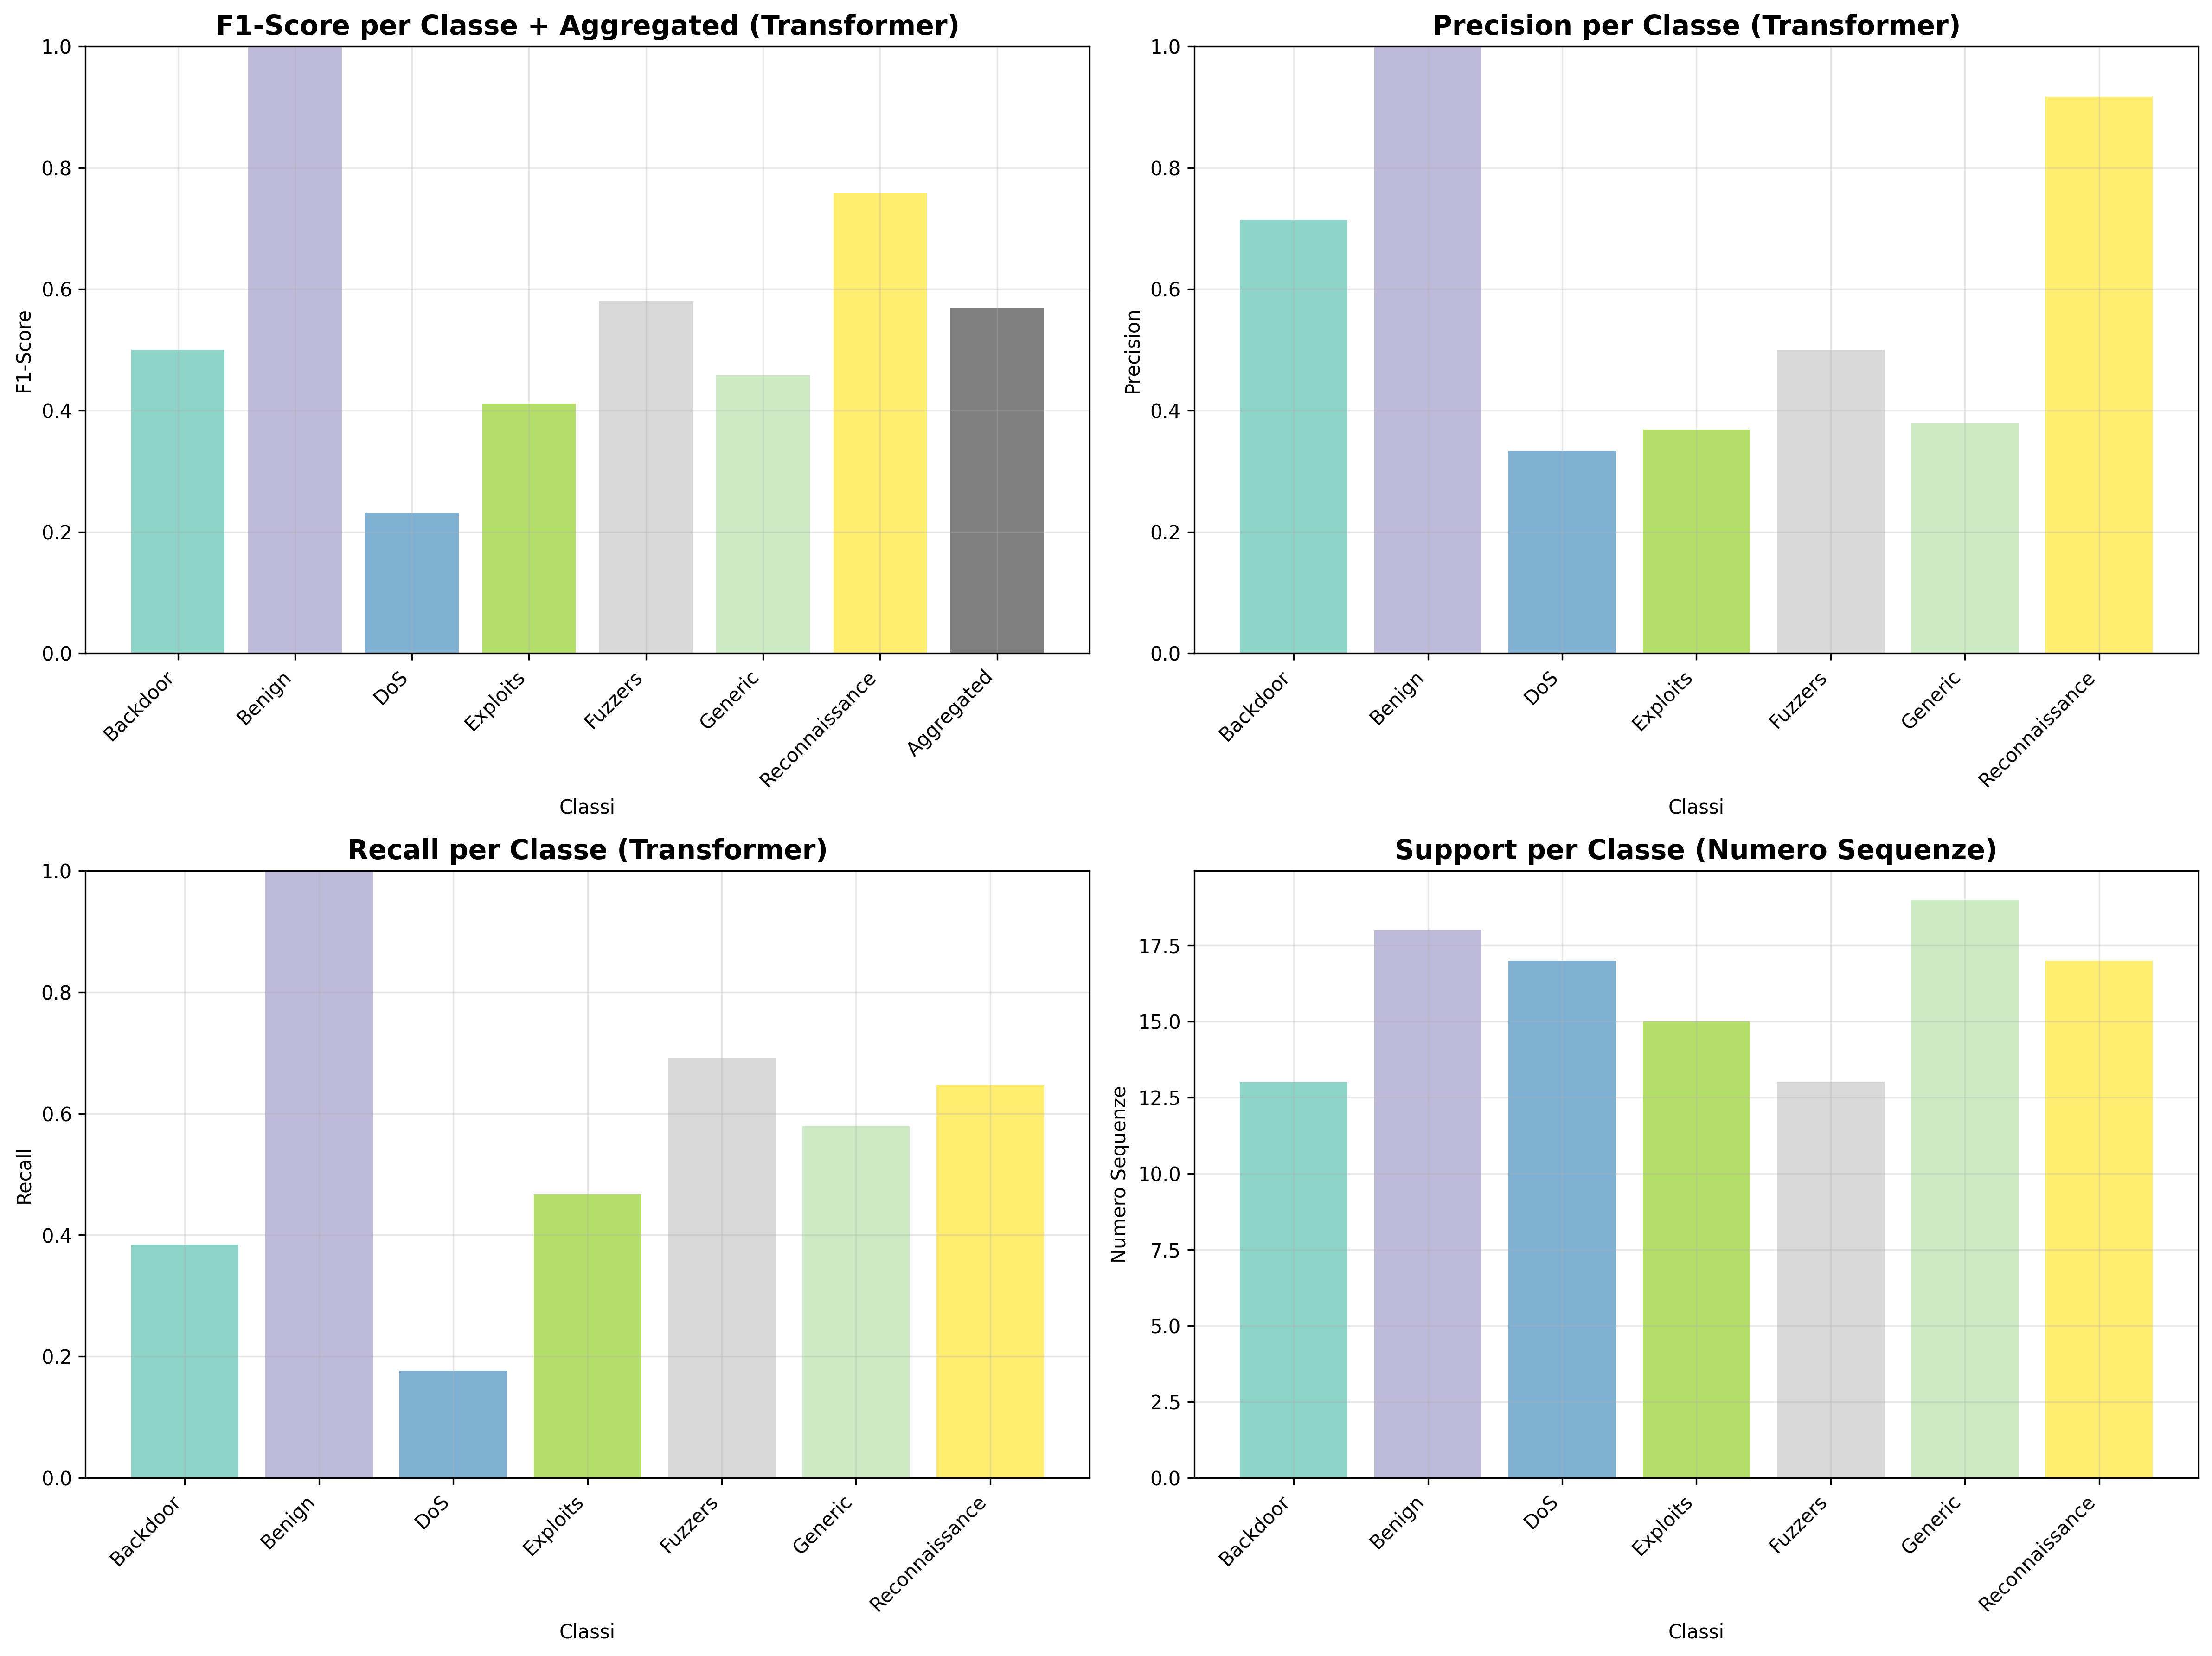 F1-Score per Classe + Aggregated (Transformer)
F1-Score
1.0
0.8
0.6
0.4
0.2
0.0
Backdoor
Benign
DoS
Exploits
Fuzzers
Generic
Reconnaissance
Aggregated
Classi
Precision per Classe (Transformer)
Precision
1.0
0.8
0.6
0.4
0.2
0.0
Backdoor
Benign
DoS
Exploits
Fuzzers
Generic
Reconnaissance
Classi
Recall per Classe (Transformer)
Recall
1.0
0.8
0.6
0.4
0.2
0.0
Backdoor
Benign
DoS
Exploits
Fuzzers
Generic
Reconnaissance
Classi
Support per Classe (Numero Sequenze)
Numero Sequenze
17.5
15.0
12.5
10.0
7.5
5.0
2.5
0.0
Backdoor
Benign
DoS
Exploits
Fuzzers
Generic
Reconnaissance
Classi